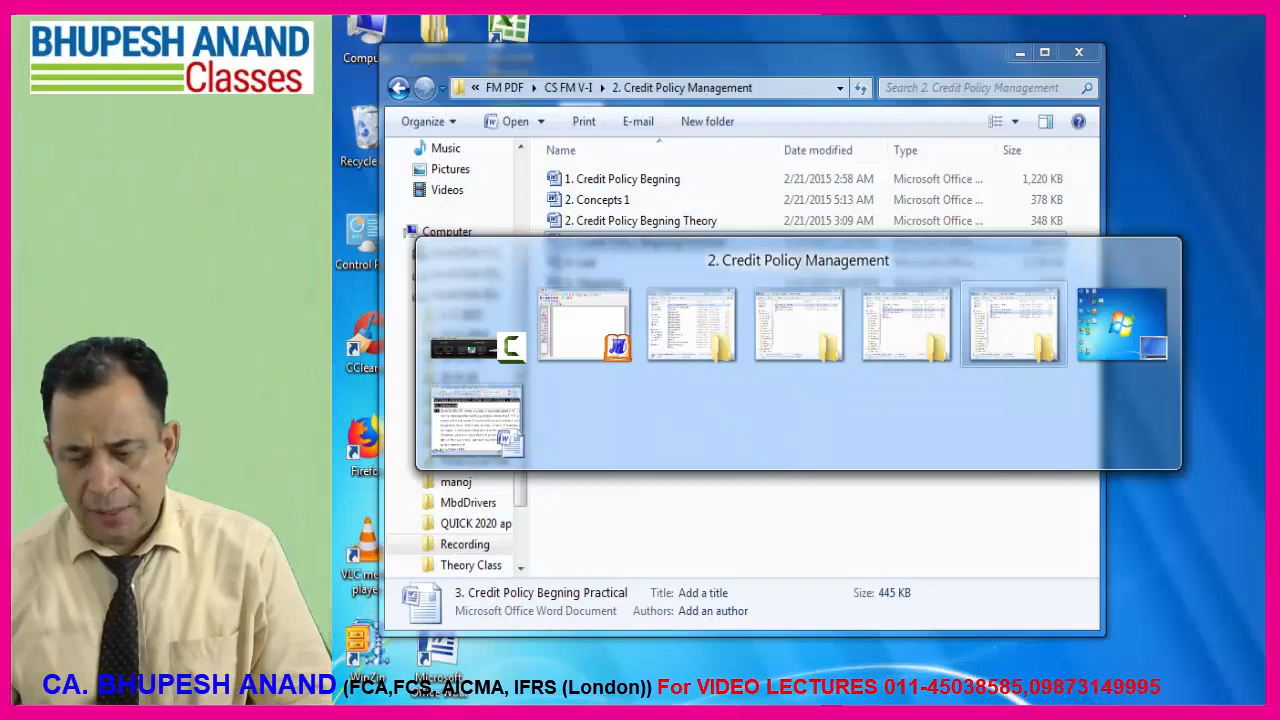 BHUPESH ANAND
Classes
Compu
Recycle
Control P
CClean
Firefo
VLC me
player
WinZip
Microsoft
FM PDF
CS FM V-I
2. Credit Policy Management
Search 2. Credit Policy Management
Organize
Open
Print
E-mail
New folder
Music
Pictures
Videos
Computer
Name
Date modified
Type
Size
1. Credit Policy Begning 2/21/2015 2:58 AM Microsoft Office ... 1,220 KB
2. Concepts 1 2/21/2015 5:13 AM Microsoft Office ... 378 KB
2. Credit Policy Begning Theory 2/21/2015 3:09 AM Microsoft Office ... 348 KB
2. Credit Policy Management
manoj
MbdDrivers
QUICK 2020 ap
Recording
Theory Class
3. Credit Policy Begning Practical Title: Add a title Size: 445 KB
Microsoft Office Word Document Authors: Add an author
CA. BHUPESH ANAND (FCA,FCS, AICMA, IFRS (London)) For VIDEO LECTURES 011-45038585,09873149995